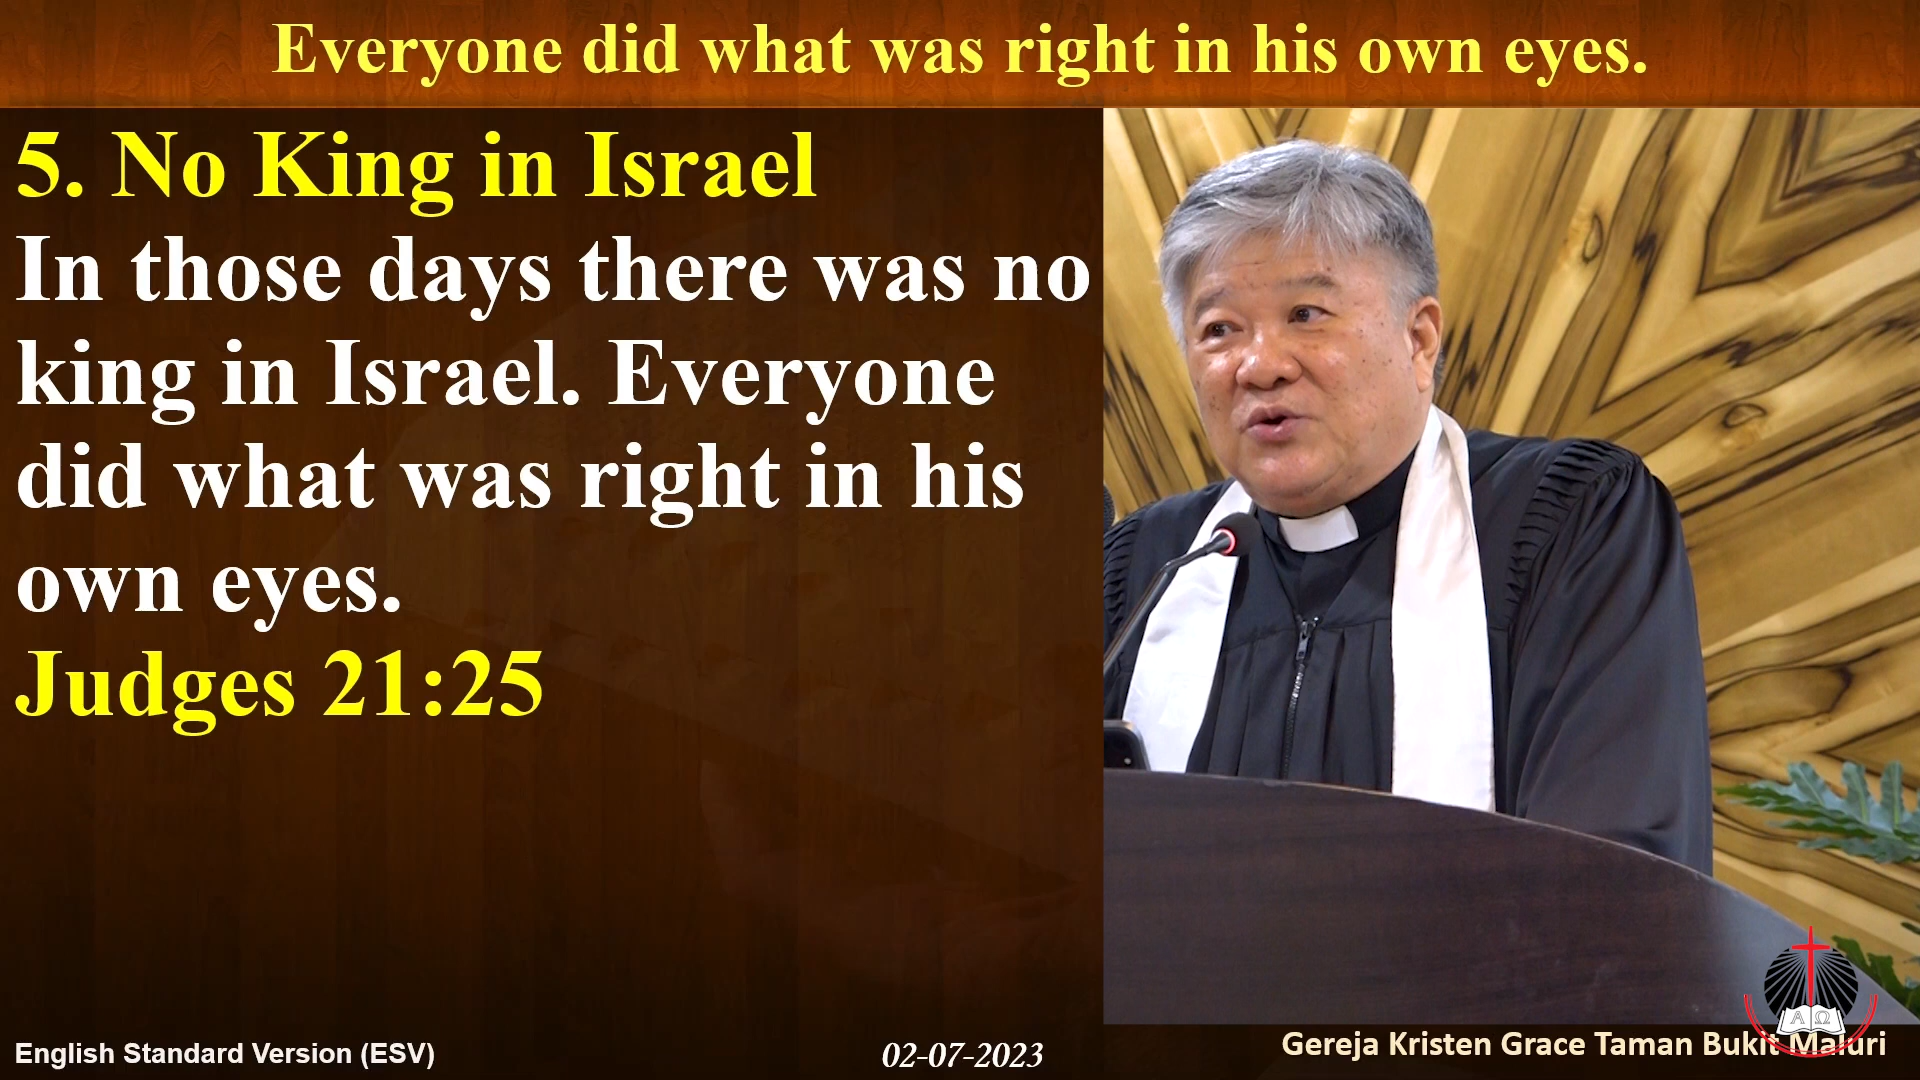 Everyone did what was right in his own eyes.
5. No King in Israel
In those days there was no
king in Israel. Everyone
did what was right in his
own eyes.
Judges 21:25
English Standard Version (ESV)
02-07-2023
Gereja Kristen Grace Taman Bukit Maluri
Α Ω